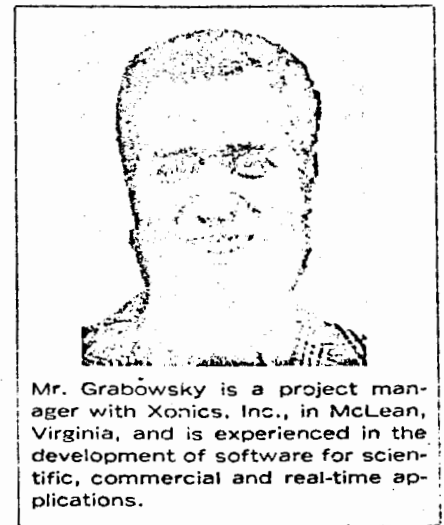 Mr. Grabowsky is a project man-
ager with Xonics, Inc., in McLean,
Virginia, and is experienced in the
development of software for scien-
tific, commercial and real-time ap-
plications.